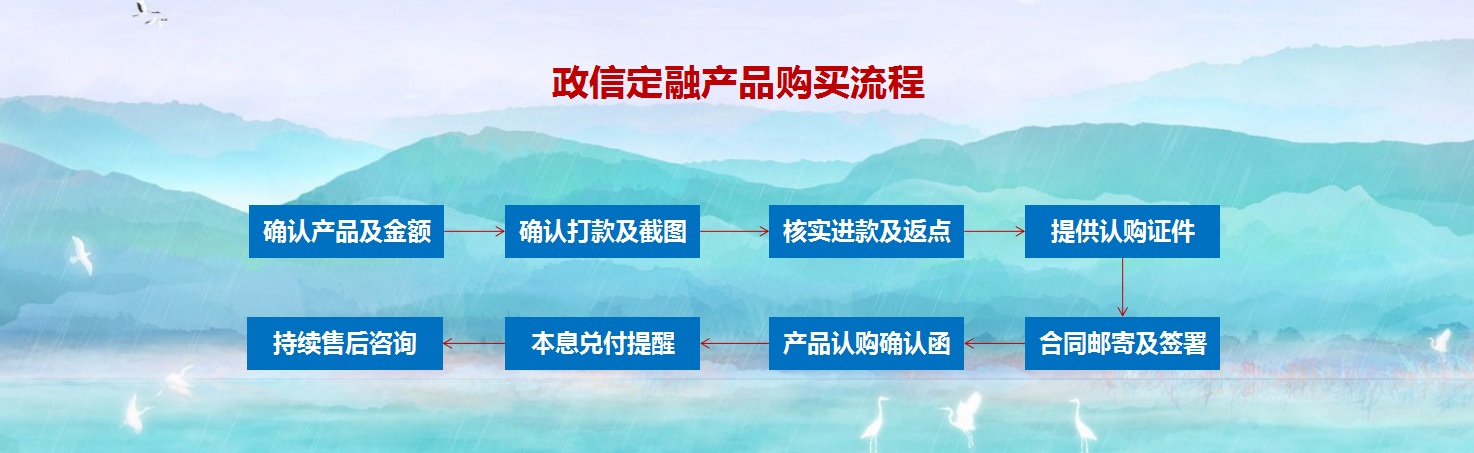 政信定融产品购买流程
确认产品及金额
确认打款及截图
核实进款及返点
提供认购证件
合同邮寄及签署
产品认购确认函
本息兑付提醒
持续售后咨询